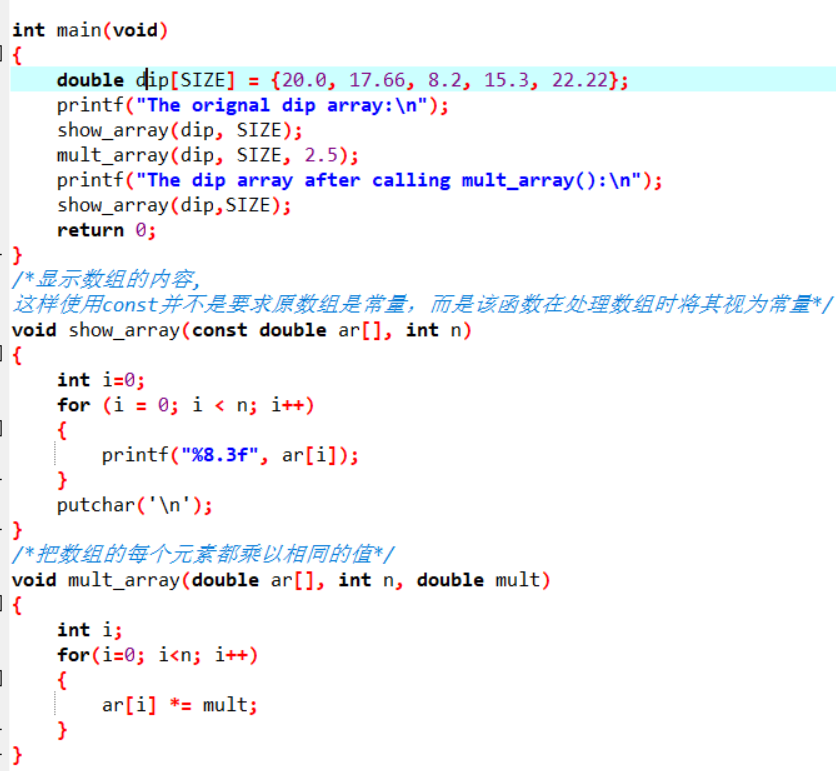 int main(void)
{
    double dip[SIZE] = {20.0, 17.66, 8.2, 15.3, 22.22};
    printf("The orignal dip array:\n");
    show_array(dip, SIZE);
    mult_array(dip, SIZE, 2.5);
    printf("The dip array after calling mult_array():\n");
    show_array(dip,SIZE);
    return 0;
}
/*显示数组的内容,
这样使用const并不是要求原数组是常量，而是该函数在处理数组时将其视为常量*/
void show_array(const double ar[], int n)
{
    int i=0;
    for (i = 0; i < n; i++)
    {
        printf("%8.3f", ar[i]);
    }
    putchar('\n');
}
/*把数组的每个元素都乘以相同的值*/
void mult_array(double ar[], int n, double mult)
{
    int i;
    for(i=0; i<n; i++)
    {
        ar[i] *= mult;
    }
}